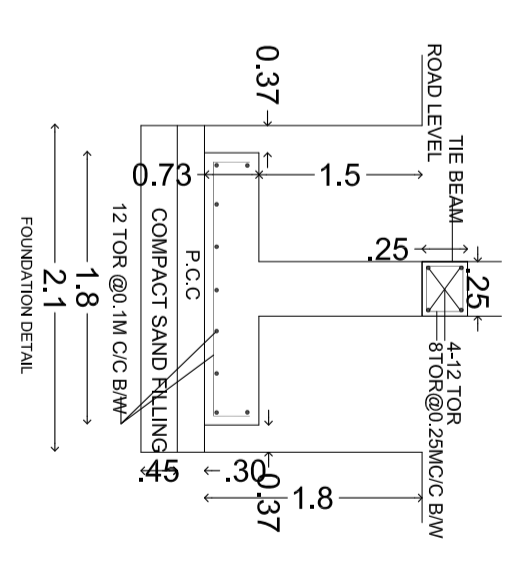 ROAD LEVEL
TIE BEAM
0.37
0.73
1.5
.25
.25
4-12 TOR
8TOR@0.25MC/C B/W
P.C.C
COMPACT SAND FILLING
12 TOR @0.1M C/C B/W
1.8
2.1
FOUNDATION DETAIL
.45
.30
0.37
1.8